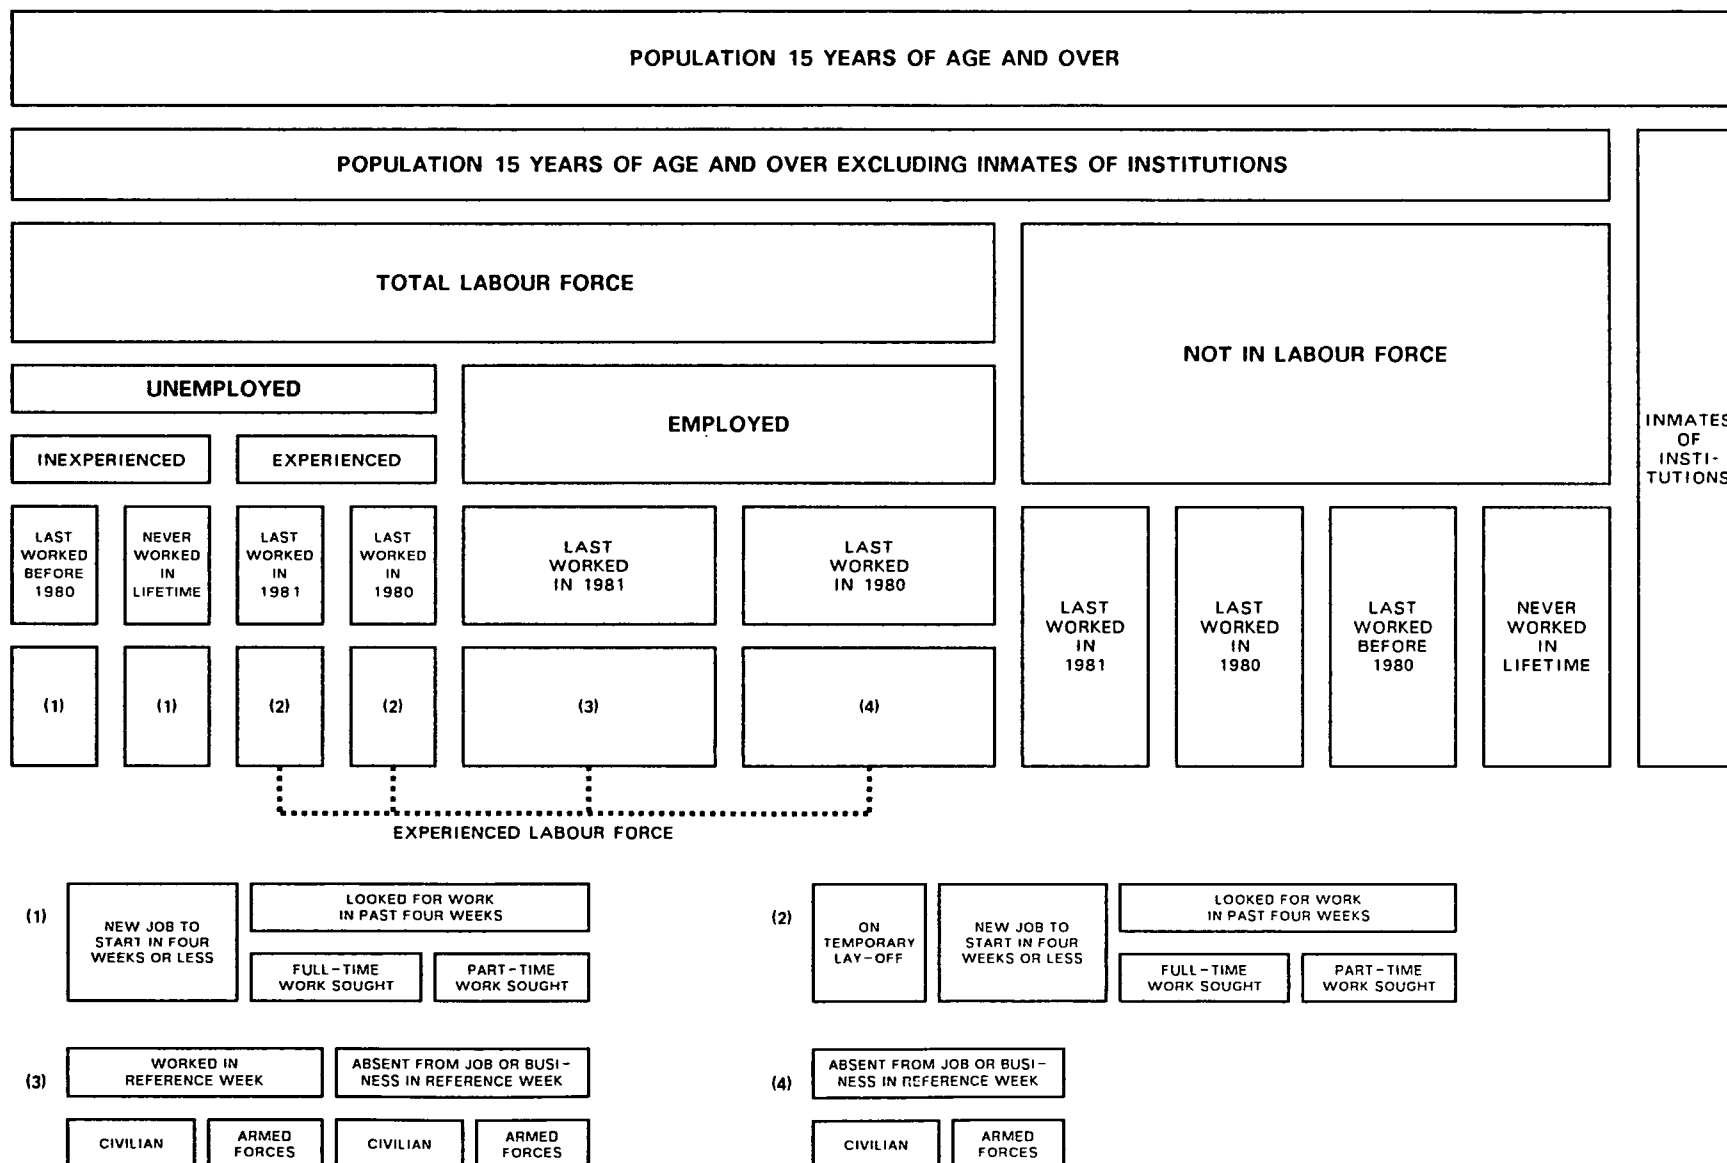 POPULATION 15 YEARS OF AGE AND OVER
POPULATION 15 YEARS OF AGE AND OVER EXCLUDING INMATES OF INSTITUTIONS
TOTAL LABOUR FORCE
NOT IN LABOUR FORCE
INMATES
OF
INSTI-
TUTIONS
UNEMPLOYED
EMPLOYED
INEXPERIENCED
EXPERIENCED
LAST
WORKED
BEFORE
1980
NEVER
WORKED
IN
LIFETIME
LAST
WORKED
IN
1981
LAST
WORKED
IN
1980
LAST
WORKED
IN 1981
LAST
WORKED
IN 1980
LAST
WORKED
IN
1981
LAST
WORKED
IN
1980
LAST
WORKED
BEFORE
1980
NEVER
WORKED
IN
LIFETIME
(1)
(1)
(2)
(2)
(3)
(4)
EXPERIENCED LABOUR FORCE
(1)
NEW JOB TO
START IN FOUR
WEEKS OR LESS
LOOKED FOR WORK
IN PAST FOUR WEEKS
FULL-TIME
WORK SOUGHT
PART-TIME
WORK SOUGHT
(2)
ON
TEMPORARY
LAY-OFF
NEW JOB TO
START IN FOUR
WEEKS OR LESS
LOOKED FOR WORK
IN PAST FOUR WEEKS
FULL-TIME
WORK SOUGHT
PART-TIME
WORK SOUGHT
(3)
WORKED IN
REFERENCE WEEK
ABSENT FROM JOB OR BUSI-
NESS IN REFERENCE WEEK
CIVILIAN
ARMED
FORCES
CIVILIAN
ARMED
FORCES
(4)
ABSENT FROM JOB OR BUSI-
NESS IN REFERENCE WEEK
CIVILIAN
ARMED
FORCES